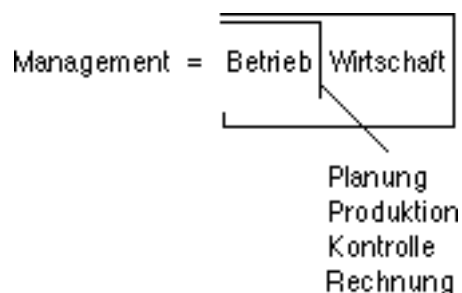 Management = Betrieb Wirtschaft
Planung
Produktion
Kontrolle
Rechnung